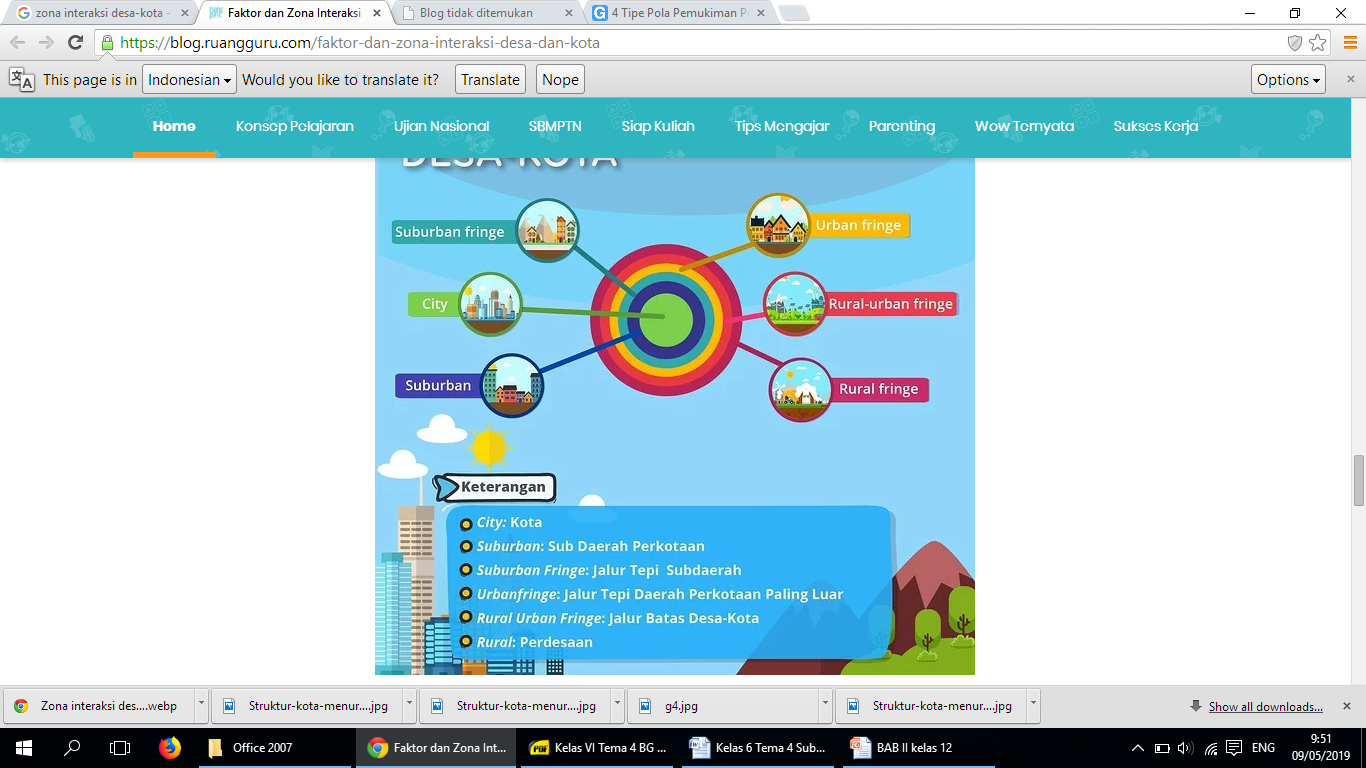 zona interaksi desa-kota -
Faktor dan Zona Interaksi
Blog tidak ditemukan
4 Tipe Pola Pemukiman P
https://blog.ruangguru.com/faktor-dan-zona-interaksi-desa-dan-kota
This page is in Indonesian Would you like to translate it? Translate Nope Options
Home Konsep Pelajaran Ujian Nasional SBMPTN Siap Kuliah Tips Mengajar Parenting Wow Ternyata Sukses Kerja
DESA-KOTA
Suburban fringe
Urban fringe
City
Rural-urban fringe
Suburban
Rural fringe
Keterangan
City: Kota
Suburban: Sub Daerah Perkotaan
Suburban Fringe: Jalur Tepi Subdaerah
Urbanfringe: Jalur Tepi Daerah Perkotaan Paling Luar
Rural Urban Fringe: Jalur Batas Desa-Kota
Rural: Perdesaan
Zona interaksi des....webp
Struktur-kota-menur....jpg
Struktur-kota-menur....jpg
g4.jpg
Struktur-kota-menur....jpg
Show all downloads...
Office 2007
Faktor dan Zona Int...
Kelas VI Tema 4 BG ...
Kelas 6 Tema 4 Sub...
BAB II kelas 12
ENG
9:51
09/05/2019